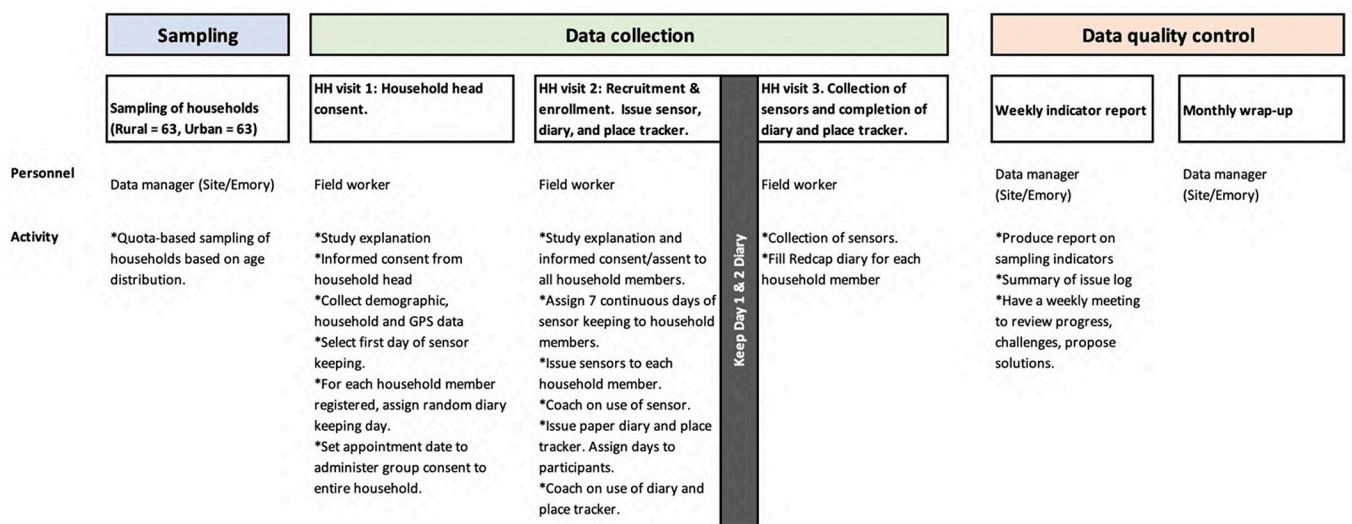 Sampling
Data collection
Data quality control
Sampling of households
(Rural = 63, Urban = 63)
HH visit 1: Household head
consent.
HH visit 2: Recruitment &
enrollment.  Issue sensor,
diary, and place tracker.
HH visit 3. Collection of
sensors and completion of
diary and place tracker.
Weekly indicator report
Monthly wrap-up
Personnel
Data manager (Site/Emory)
Field worker
Field worker
Field worker
Data manager
(Site/Emory)
Data manager
(Site/Emory)
Activity
*Quota-based sampling of
households based on age
distribution.
*Study explanation
*Informed consent from
household head
*Collect demographic,
household and GPS data
*Select first day of sensor
keeping.
*For each household member
registered, assign random diary
keeping day.
*Set appointment date to
administer group consent to
entire household.
*Study explanation and
informed consent/assent to
all household members.
*Assign 7 continuous days of
sensor keeping to household
members.
*Issue sensors to each
household member.
*Coach on use of sensor.
*Issue paper diary and place
tracker. Assign days to
participants.
*Coach on use of diary and
place tracker.
Keep Day 1 & 2 Diary
*Collection of sensors.
*Fill Redcap diary for each
household member
*Produce report on
sampling indicators
*Summary of issue log
*Have a weekly meeting
to review progress,
challenges, propose
solutions.